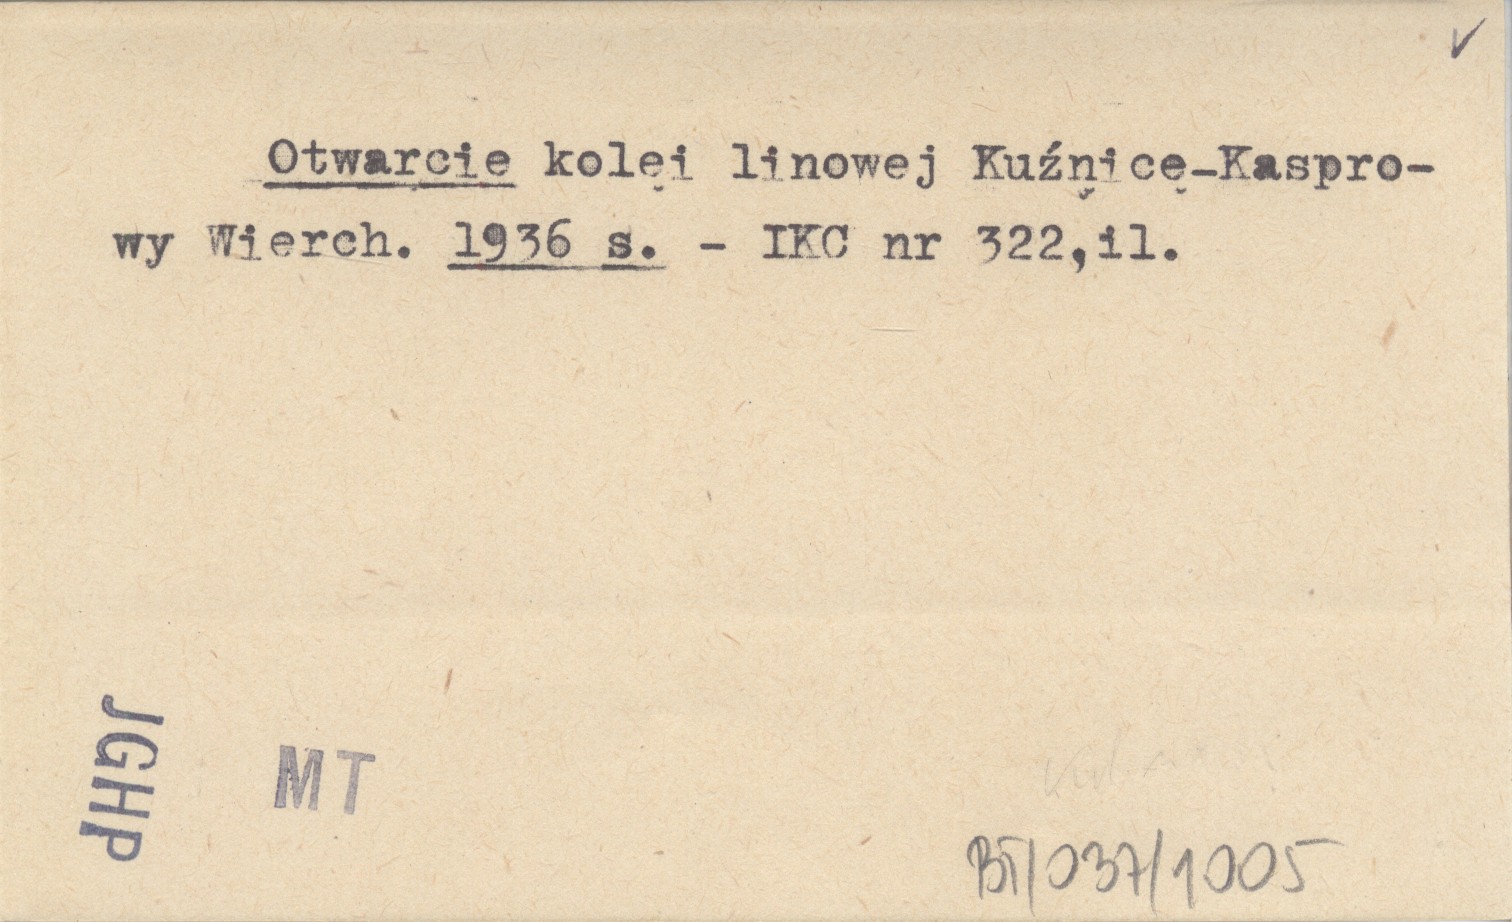 Otwarcie kolei linowej Kuźnice-Kaspro-
wy Wierch. 1936 s. - IKC nr 322,il.
JGHP
MT
BT/037/1005